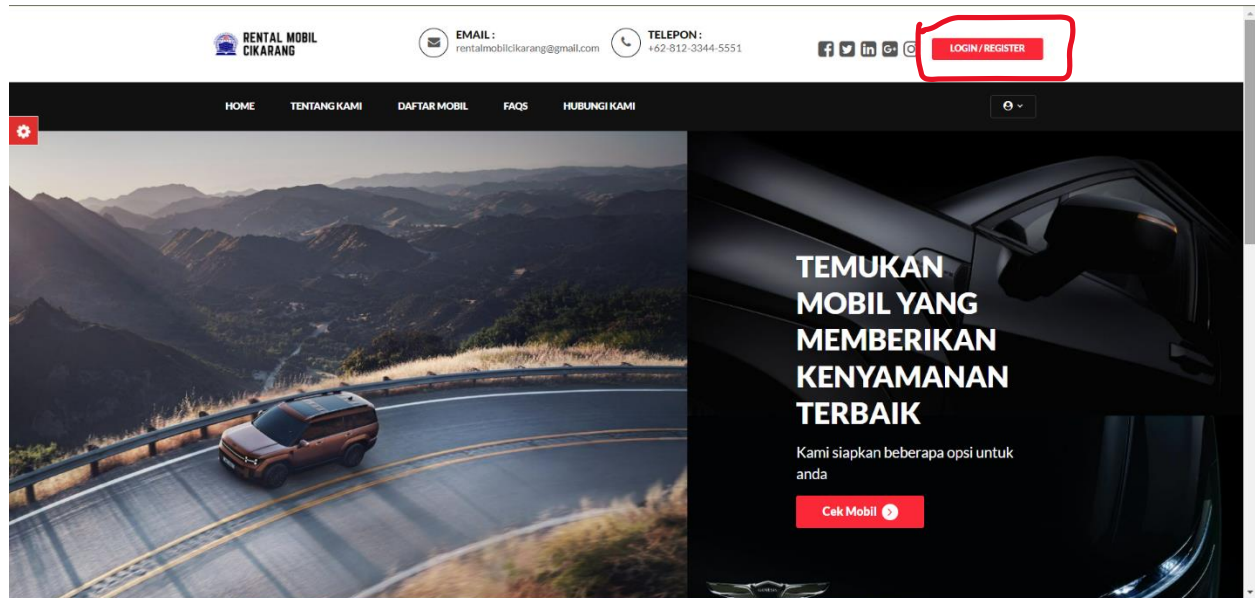 RENTAL MOBIL
CIKARANG
EMAIL :
rentalmobilcikarang@gmail.com
TELEPON :
+62-812-3344-5551
LOGIN / REGISTER
HOME
TENTANG KAMI
DAFTAR MOBIL
FAQS
HUBUNGI KAMI
TEMUKAN
MOBIL YANG
MEMBERIKAN
KENYAMANAN
TERBAIK
Kami siapkan beberapa opsi untuk
anda
Cek Mobil